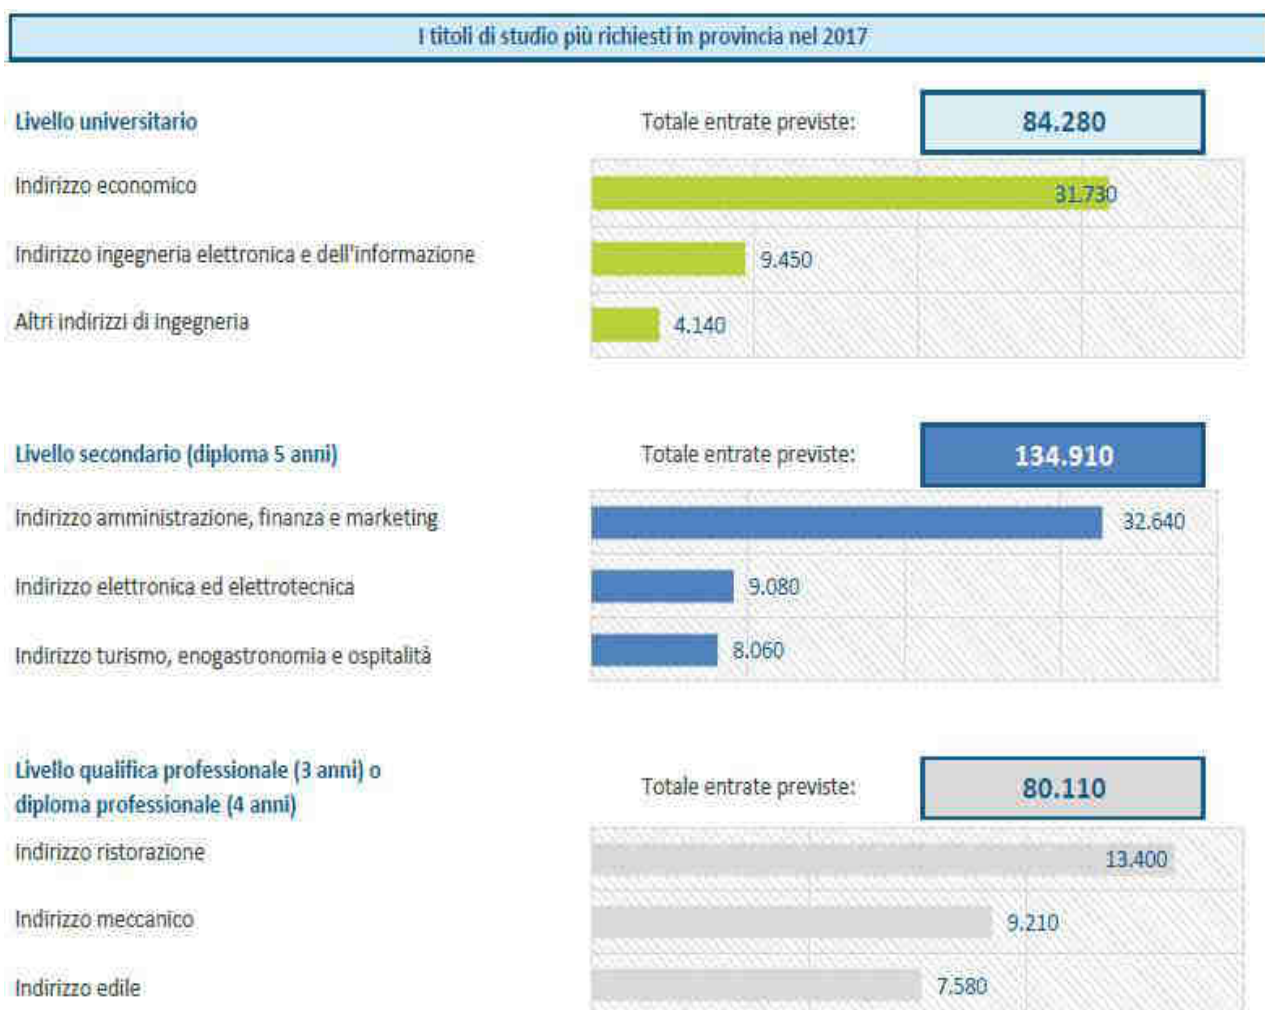 I titoli di studio più richiesti in provincia nel 2017
Livello universitario
Totale entrate previste:
84.280
Indirizzo economico
31.730
Indirizzo ingegneria elettronica e dell'informazione
9.450
Altri indirizzi di ingegneria
4.140
Livello secondario (diploma 5 anni)
Totale entrate previste:
134.910
Indirizzo amministrazione, finanza e marketing
32.640
Indirizzo elettronica ed elettrotecnica
9.080
Indirizzo turismo, enogastronomia e ospitalità
8.060
Livello qualifica professionale (3 anni) o
diploma professionale (4 anni)
Totale entrate previste:
80.110
Indirizzo ristorazione
13.400
Indirizzo meccanico
9.210
Indirizzo edile
7.580